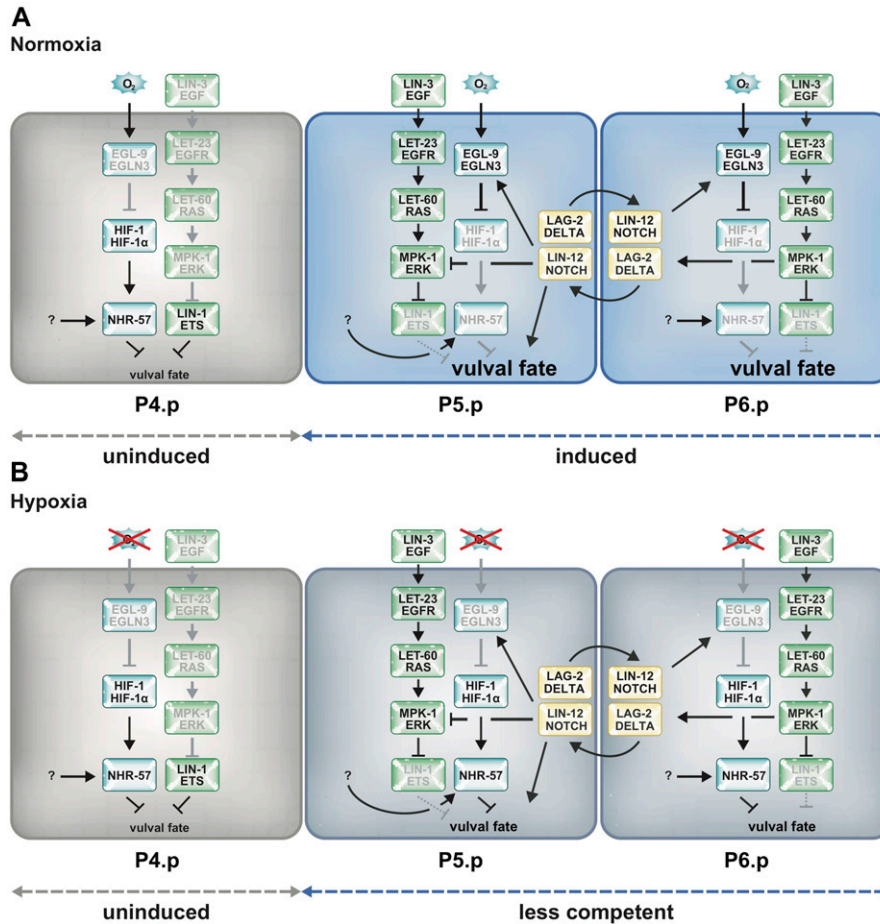 A
Normoxia
O₂
LIN-3
EGF
EGL-9
EGLN3
LET-23
EGFR
LET-60
RAS
HIF-1
HIF-1α
MPK-1
ERK
?
NHR-57
LIN-1
ETS
vulval fate
P4.p
LIN-3
EGF
O₂
LET-23
EGFR
EGL-9
EGLN3
LET-60
RAS
HIF-1
HIF-1α
LAG-2
DELTA
MPK-1
ERK
LIN-12
NOTCH
?
LIN-1
ETS
NHR-57
vulval fate
P5.p
O₂
LIN-3
EGF
EGL-9
EGLN3
LET-23
EGFR
LET-60
RAS
LIN-12
NOTCH
HIF-1
HIF-1α
LAG-2
DELTA
MPK-1
ERK
?
NHR-57
LIN-1
ETS
vulval fate
P6.p
uninduced
induced
B
Hypoxia
O₂
LIN-3
EGF
EGL-9
EGLN3
LET-23
EGFR
LET-60
RAS
HIF-1
HIF-1α
MPK-1
ERK
?
NHR-57
LIN-1
ETS
vulval fate
P4.p
LIN-3
EGF
O₂
LET-23
EGFR
EGL-9
EGLN3
LET-60
RAS
HIF-1
HIF-1α
LAG-2
DELTA
MPK-1
ERK
LIN-12
NOTCH
?
LIN-1
ETS
NHR-57
vulval fate
P5.p
O₂
LIN-3
EGF
EGL-9
EGLN3
LET-23
EGFR
LET-60
RAS
LIN-12
NOTCH
HIF-1
HIF-1α
LAG-2
DELTA
MPK-1
ERK
?
NHR-57
LIN-1
ETS
vulval fate
P6.p
uninduced
less competent